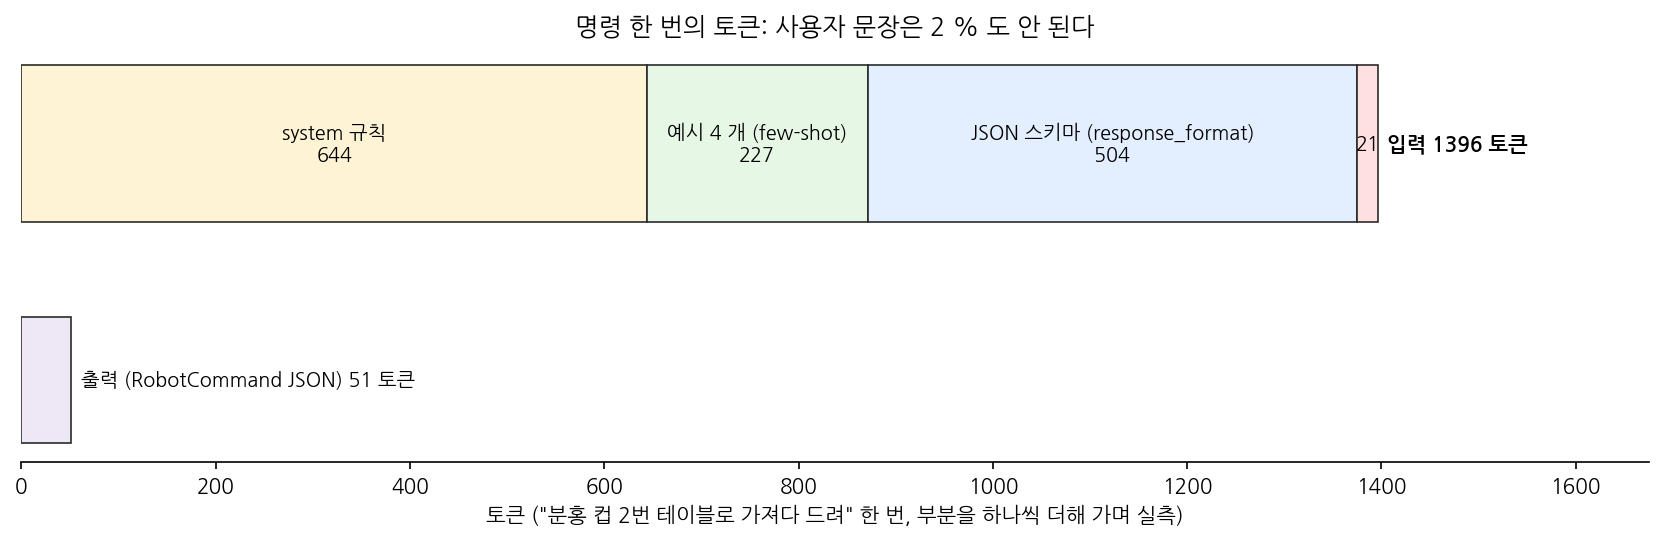 명령 한 번의 토큰: 사용자 문장은 2 % 도 안 된다
system 규칙
644
예시 4 개 (few-shot)
227
JSON 스키마 (response_format)
504
21
입력 1396 토큰
출력 (RobotCommand JSON) 51 토큰
0 200 400 600 800 1000 1200 1400 1600
토큰 ("분홍 컵 2번 테이블로 가져다 드려" 한 번, 부분을 하나씩 더해 가며 실측)